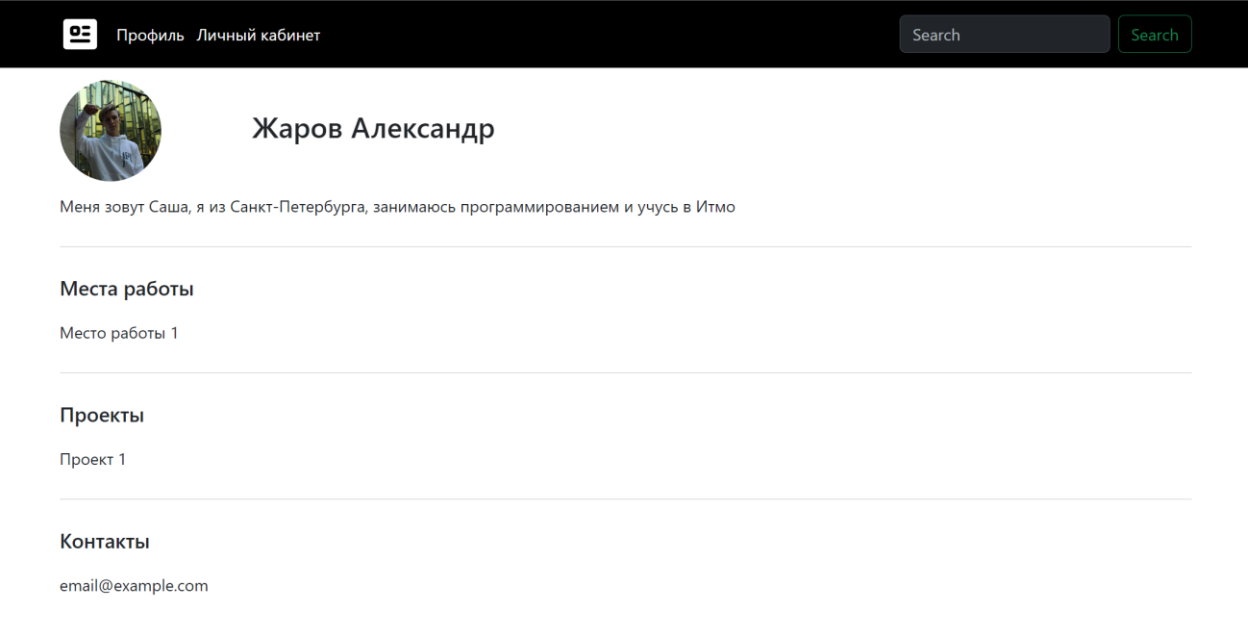 Профиль Личный кабинет Search Search
Жаров Александр
Меня зовут Саша, я из Санкт-Петербурга, занимаюсь программированием и учусь в Итмо
Места работы
Место работы 1
Проекты
Проект 1
Контакты
email@example.com